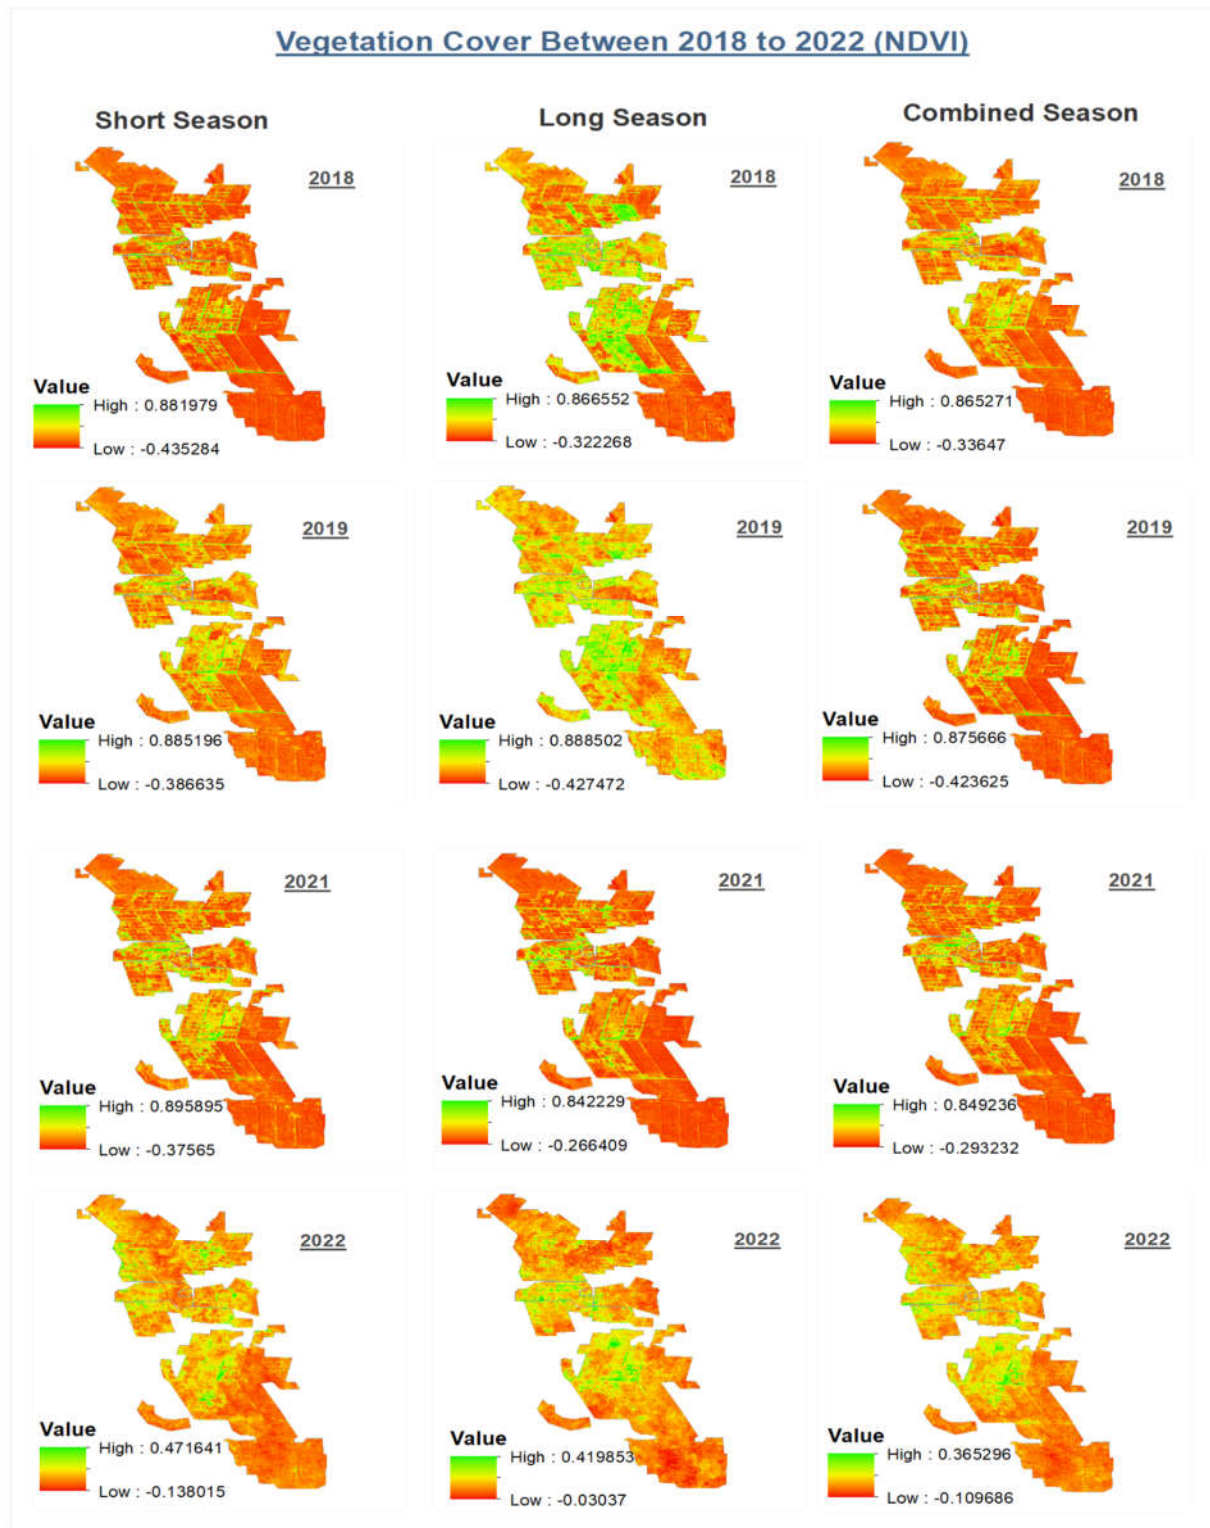 Vegetation Cover Between 2018 to 2022 (NDVI)
Short Season
Long Season
Combined Season
2018
Value
High : 0.881979
Low : -0.435284
2018
Value
High : 0.866552
Low : -0.322268
2018
Value
High : 0.865271
Low : -0.33647
2019
Value
High : 0.885196
Low : -0.386635
2019
Value
High : 0.888502
Low : -0.427472
2019
Value
High : 0.875666
Low : -0.423625
2021
Value
High : 0.895895
Low : -0.37565
2021
Value
High : 0.842229
Low : -0.266409
2021
Value
High : 0.849236
Low : -0.293232
2022
Value
High : 0.471641
Low : -0.138015
2022
Value
High : 0.419853
Low : -0.03037
2022
Value
High : 0.365296
Low : -0.109686